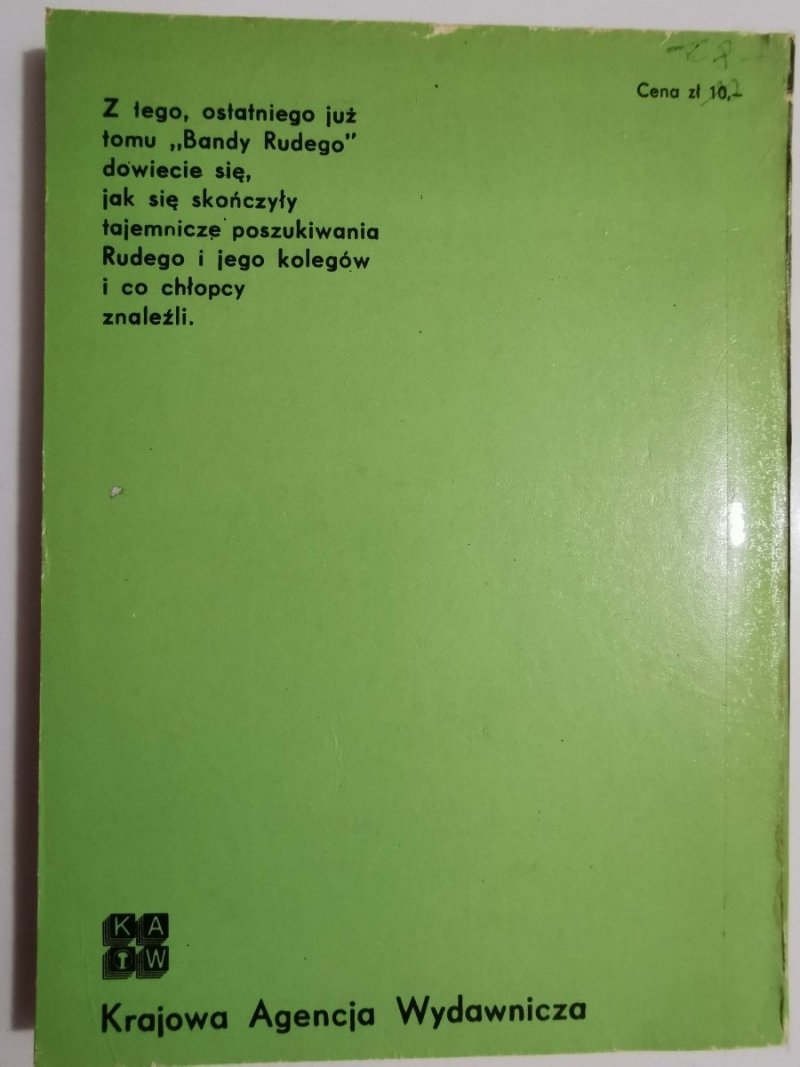 Cena zł 10,-
Z tego, ostatniego już
tomu „Bandy Rudego"
dowiecie się,
jak się skończyły
tajemnicze poszukiwania
Rudego i jego kolegów
i co chłopcy
znaleźli.
K A
W
Krajowa Agencja Wydawnicza